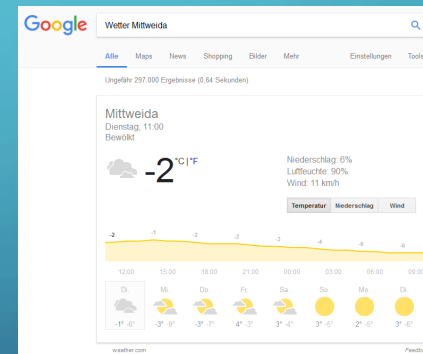 Google
Wetter Mittweida
Alle Maps News Shopping Bilder Mehr Einstellungen Tools
Ungefähr 297.000 Ergebnisse (0,64 Sekunden)
Mittweida
Dienstag, 11:00
Bewölkt
-2 °C | °F
Niederschlag: 6%
Luftfeuchte: 90%
Wind: 11 km/h
Temperatur Niederschlag Wind
-2 -1 -2 -2 -3 -4 -6 -6
12:00 15:00 18:00 21:00 00:00 03:00 06:00 09:00
Di. Mi. Do. Fr. Sa. So. Mo. Di.
-1° -6° -3° -9° -3° -7° 4° -3° 3° -4° 3° -6° 2° -5° 3° -6°
weather.com